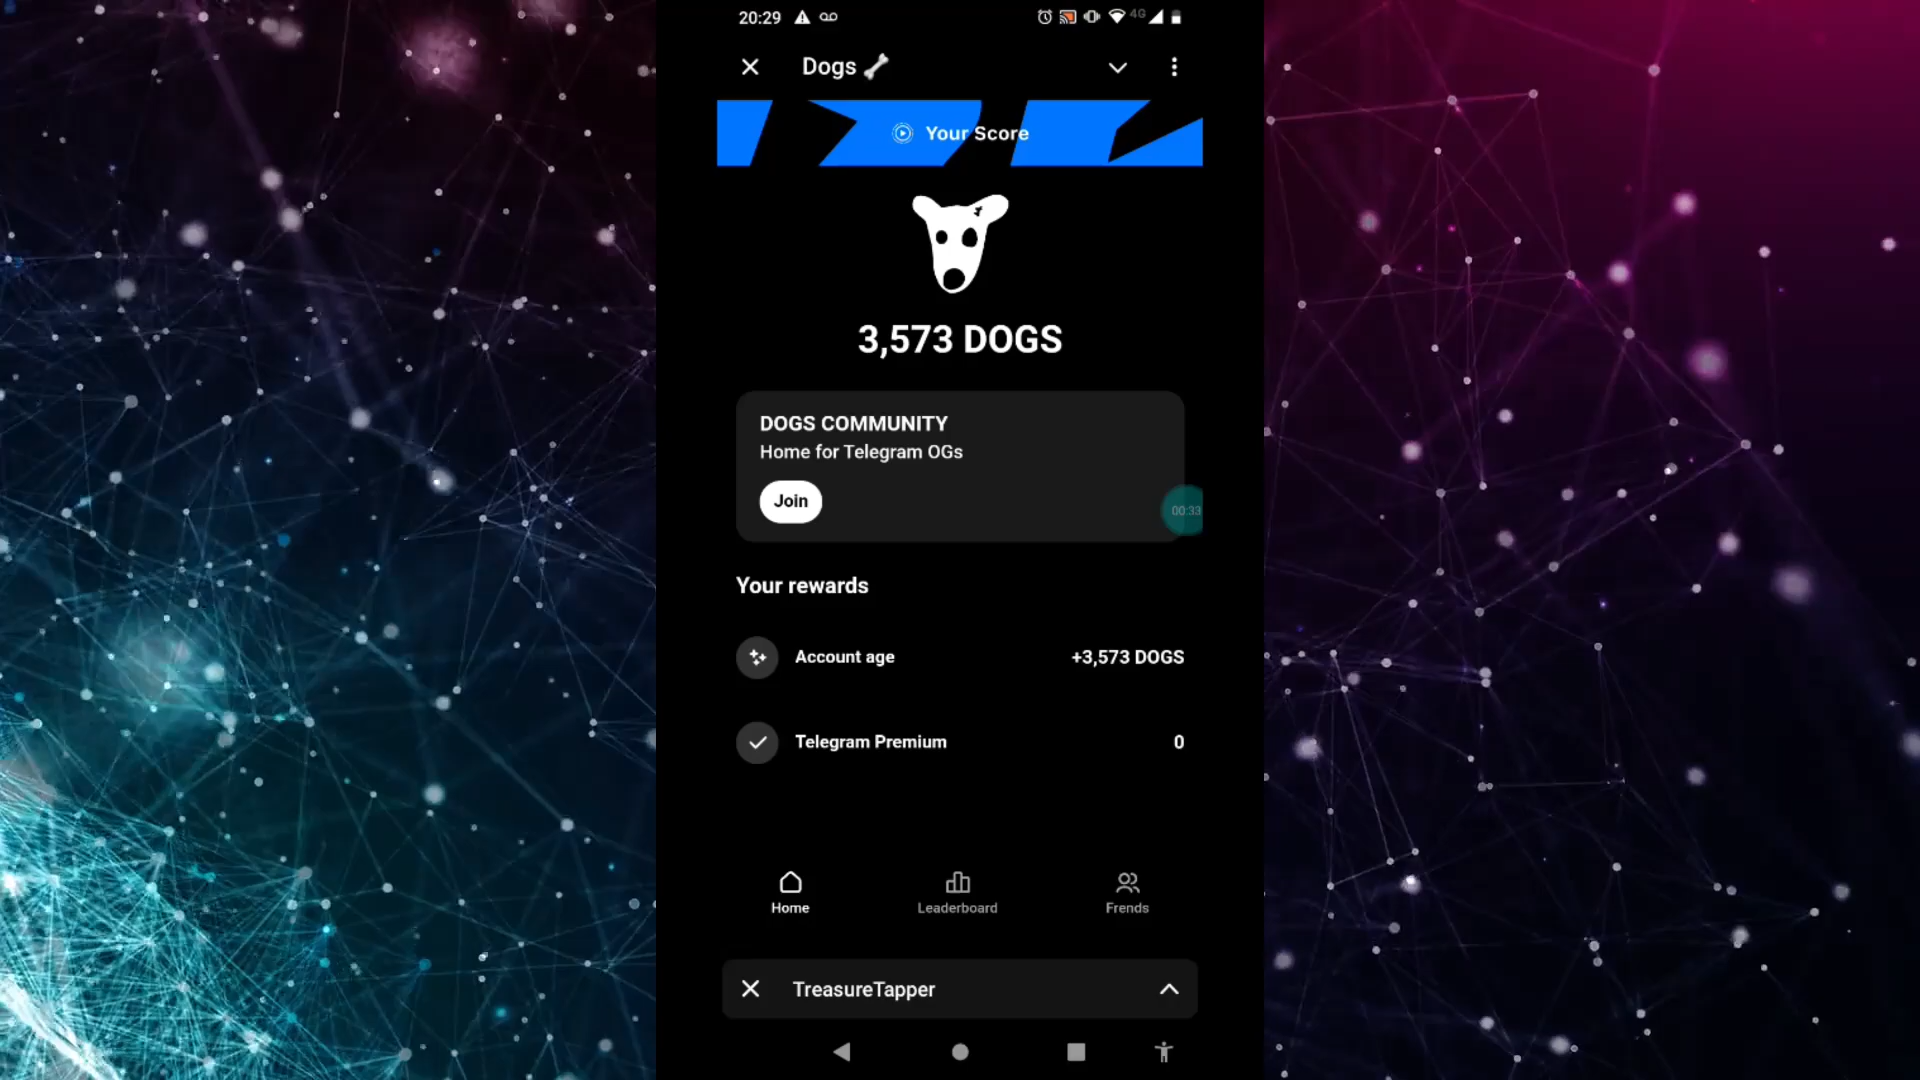 20:29
4G
Dogs
Your Score
3,573 DOGS
DOGS COMMUNITY
Home for Telegram OGs
Join
00:33
Your rewards
Account age +3,573 DOGS
Telegram Premium 0
Home Leaderboard Frends
TreasureTapper